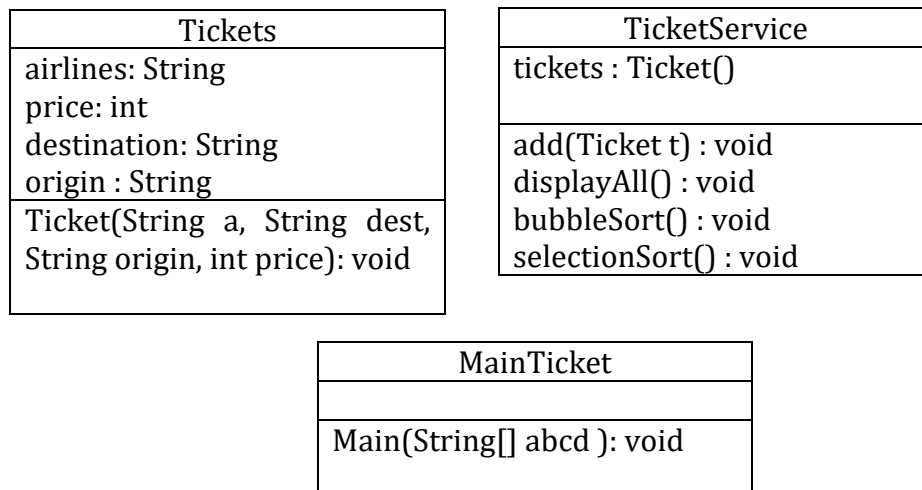 Tickets
airlines: String
price: int
destination: String
origin : String
Ticket(String a, String dest,
String origin, int price): void
TicketService
tickets : Ticket()
add(Ticket t) : void
displayAll() : void
bubbleSort() : void
selectionSort() : void
MainTicket
Main(String[] abcd ): void